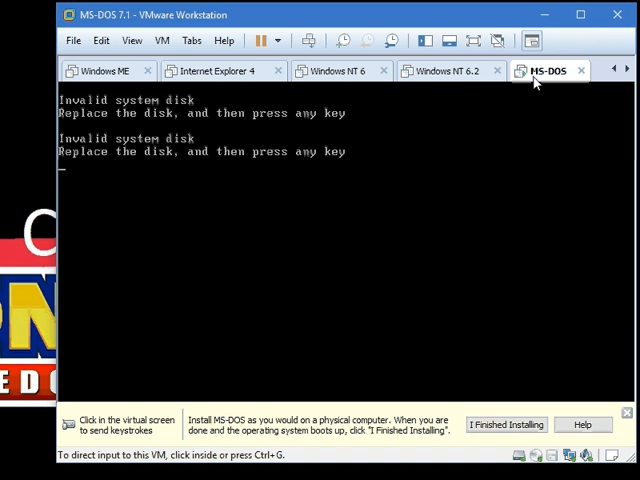 MS-DOS 7.1 - VMware Workstation
File Edit View VM Tabs Help
Windows ME Internet Explorer 4 Windows NT 6 Windows NT 6.2 MS-DOS
Invalid system disk
Replace the disk, and then press any key
Invalid system disk
Replace the disk, and then press any key
Click in the virtual screen
to send keystrokes
Install MS-DOS as you would on a physical computer. When you are
done and the operating system boots up, click "I Finished Installing".
I Finished Installing
Help
To direct input to this VM, click inside or press Ctrl+G.